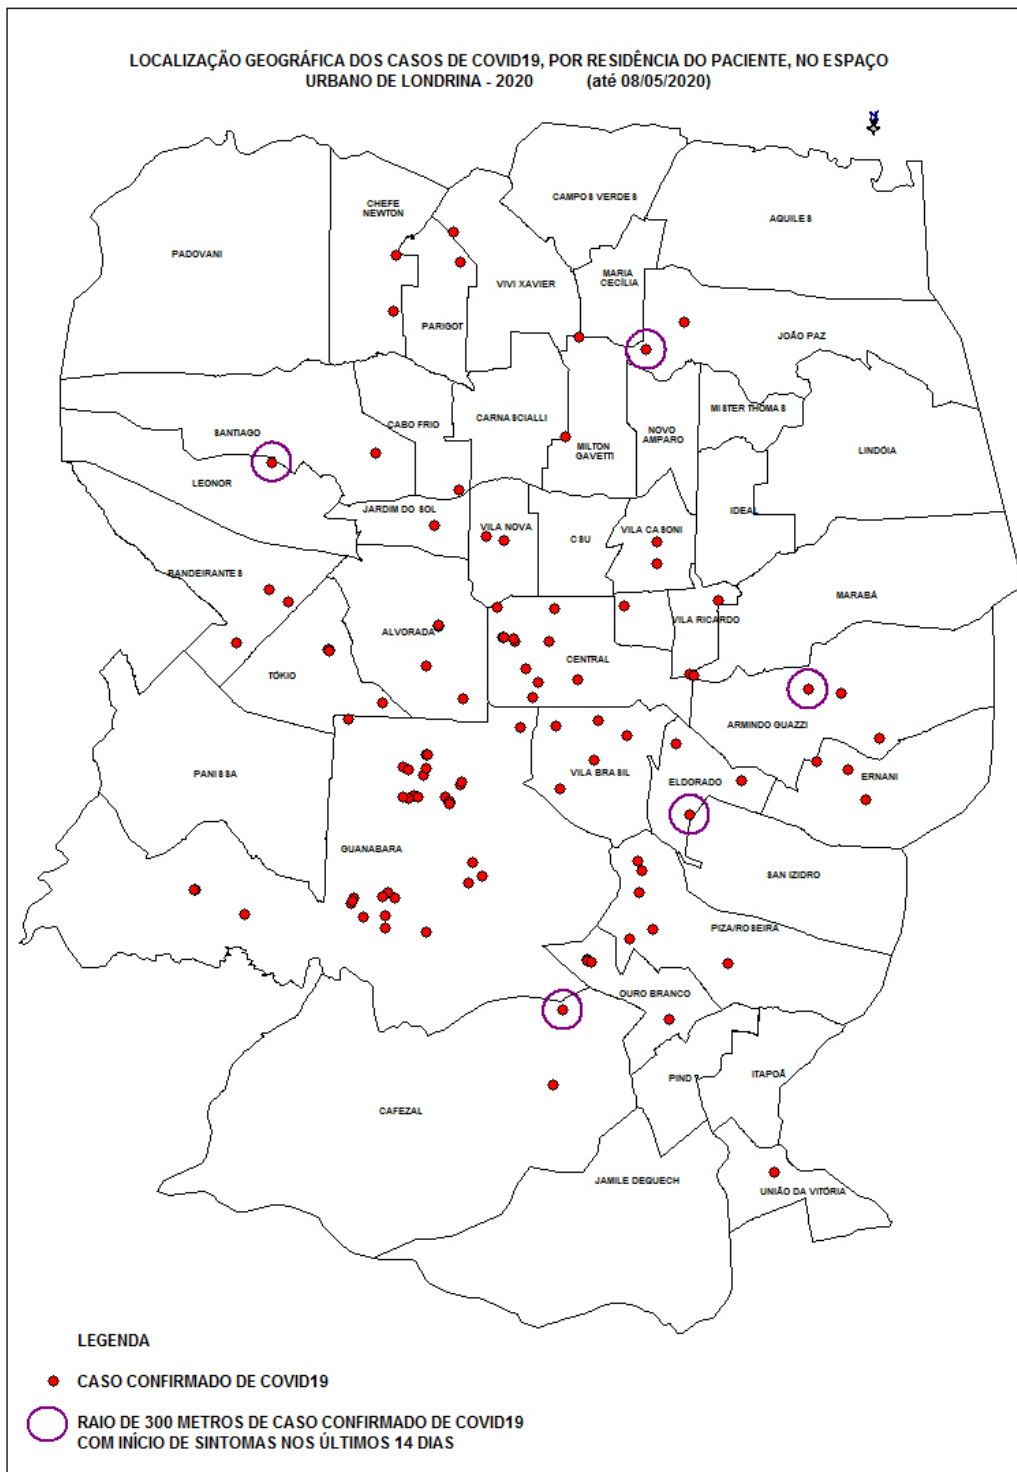 LOCALIZAÇÃO GEOGRÁFICA DOS CASOS DE COVID19, POR RESIDÊNCIA DO PACIENTE, NO ESPAÇO
URBANO DE LONDRINA - 2020 (até 08/05/2020)
N
CAMPOS VERDES
CHEFE
NEWTON
AQUILES
PADOVANI
MARIA
CECÍLIA
VIVI XAVIER
PARIGOT
JOÃO PAZ
MISTER THOMAS
CARNASCIALLI
CABO FRIO
SANTIAGO
NOVO
AMPARO
MILTON
GAVETTI
LINDÓIA
LEONOR
JARDIM DO SOL
IDEAL
VILA NOVA
VILA CASONI
CSU
BANDEIRANTES
MARABÁ
VILA RICARDO
ALVORADA
CENTRAL
TÓKIO
ARMINDO GUAZZI
PANISSA
VILA BRASIL
ERNANI
ELDORADO
GUANABARA
SAN IZIDRO
PIZA/ROSEIRA
OURO BRANCO
ITAPOÃ
PIND
CAFEZAL
JAMILE DEQUECH
UNIÃO DA VITÓRIA
LEGENDA
CASO CONFIRMADO DE COVID19
RAIO DE 300 METROS DE CASO CONFIRMADO DE COVID19
COM INÍCIO DE SINTOMAS NOS ÚLTIMOS 14 DIAS